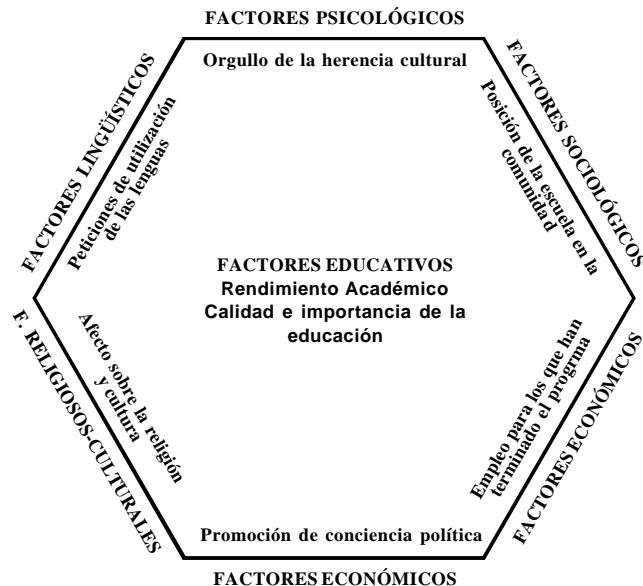 FACTORES PSICOLÓGICOS
Orgullo de la herencia cultural
FACTORES LINGÜÍSTICOS
Peticiones de utilización
de las lenguas
FACTORES SOCIOLÓGICOS
Posición de la escuela en la
comunidad
FACTORES EDUCATIVOS
Rendimiento Académico
Calidad e importancia de la
educación
F. RELIGIOSOS-CULTURALES
Afecto sobre la religión
y cultura
Empleo para los que han
terminado el progrma
FACTORES ECONÓMICOS
Promoción de conciencia política
FACTORES ECONÓMICOS